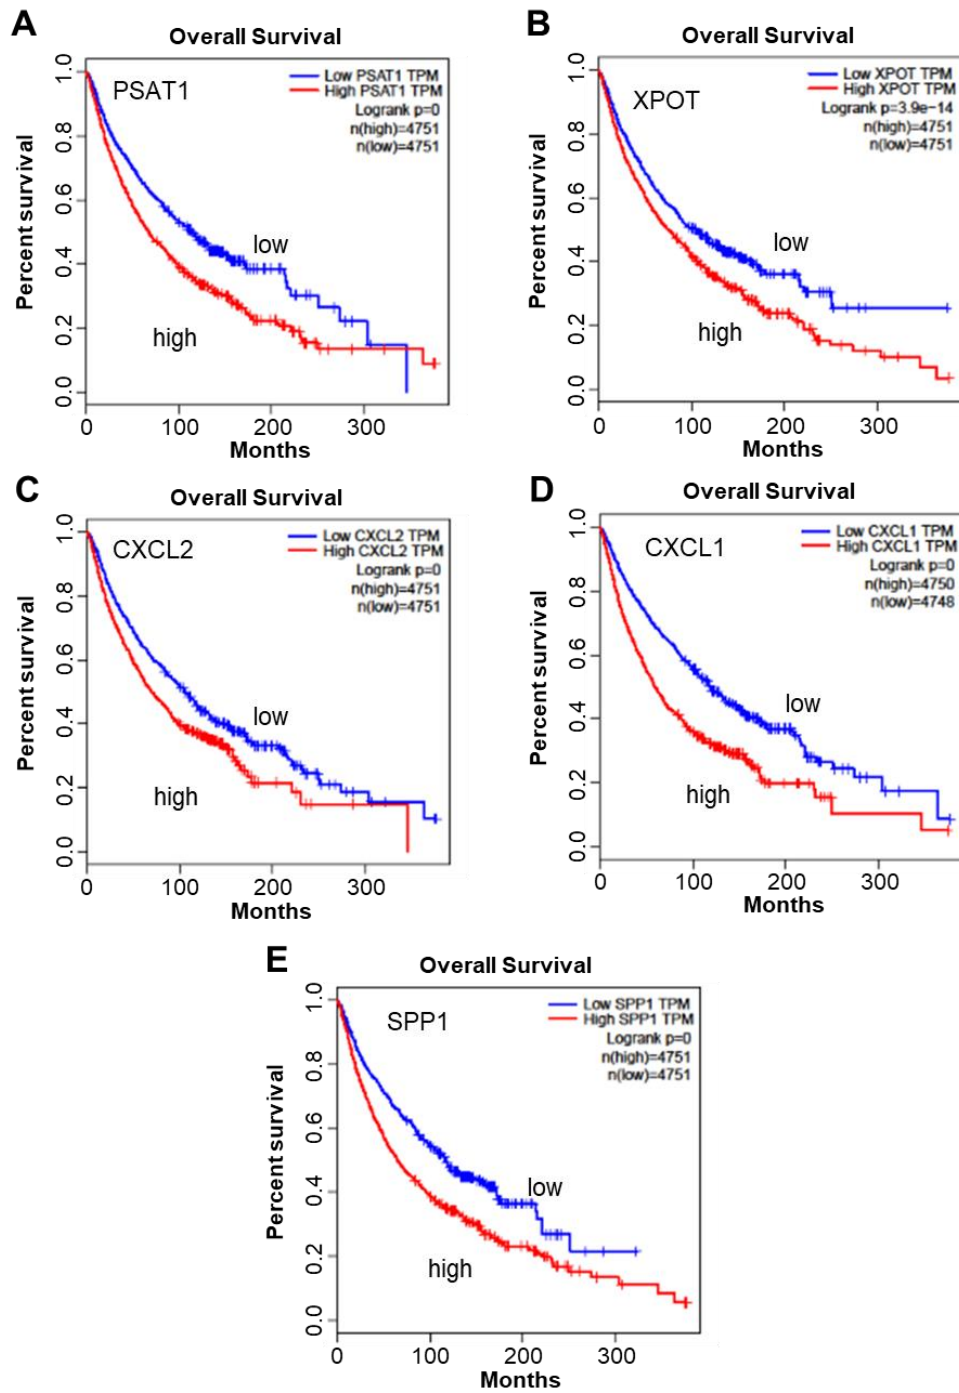 A
Overall Survival
PSAT1
Low PSAT1 TPM
High PSAT1 TPM
Logrank p=0
n(high)=4751
n(low)=4751
low
high
Percent survival
0.0 0.2 0.4 0.6 0.8 1.0
0 100 200 300
Months
B
Overall Survival
XPOT
Low XPOT TPM
High XPOT TPM
Logrank p=3.9e−14
n(high)=4751
n(low)=4751
low
high
Percent survival
0.0 0.2 0.4 0.6 0.8 1.0
0 100 200 300
Months
C
Overall Survival
CXCL2
Low CXCL2 TPM
High CXCL2 TPM
Logrank p=0
n(high)=4751
n(low)=4751
low
high
Percent survival
0.0 0.2 0.4 0.6 0.8 1.0
0 100 200 300
Months
D
Overall Survival
CXCL1
Low CXCL1 TPM
High CXCL1 TPM
Logrank p=0
n(high)=4750
n(low)=4748
low
high
Percent survival
0.0 0.2 0.4 0.6 0.8 1.0
0 100 200 300
Months
E
Overall Survival
SPP1
Low SPP1 TPM
High SPP1 TPM
Logrank p=0
n(high)=4751
n(low)=4751
low
high
Percent survival
0.0 0.2 0.4 0.6 0.8 1.0
0 100 200 300
Months